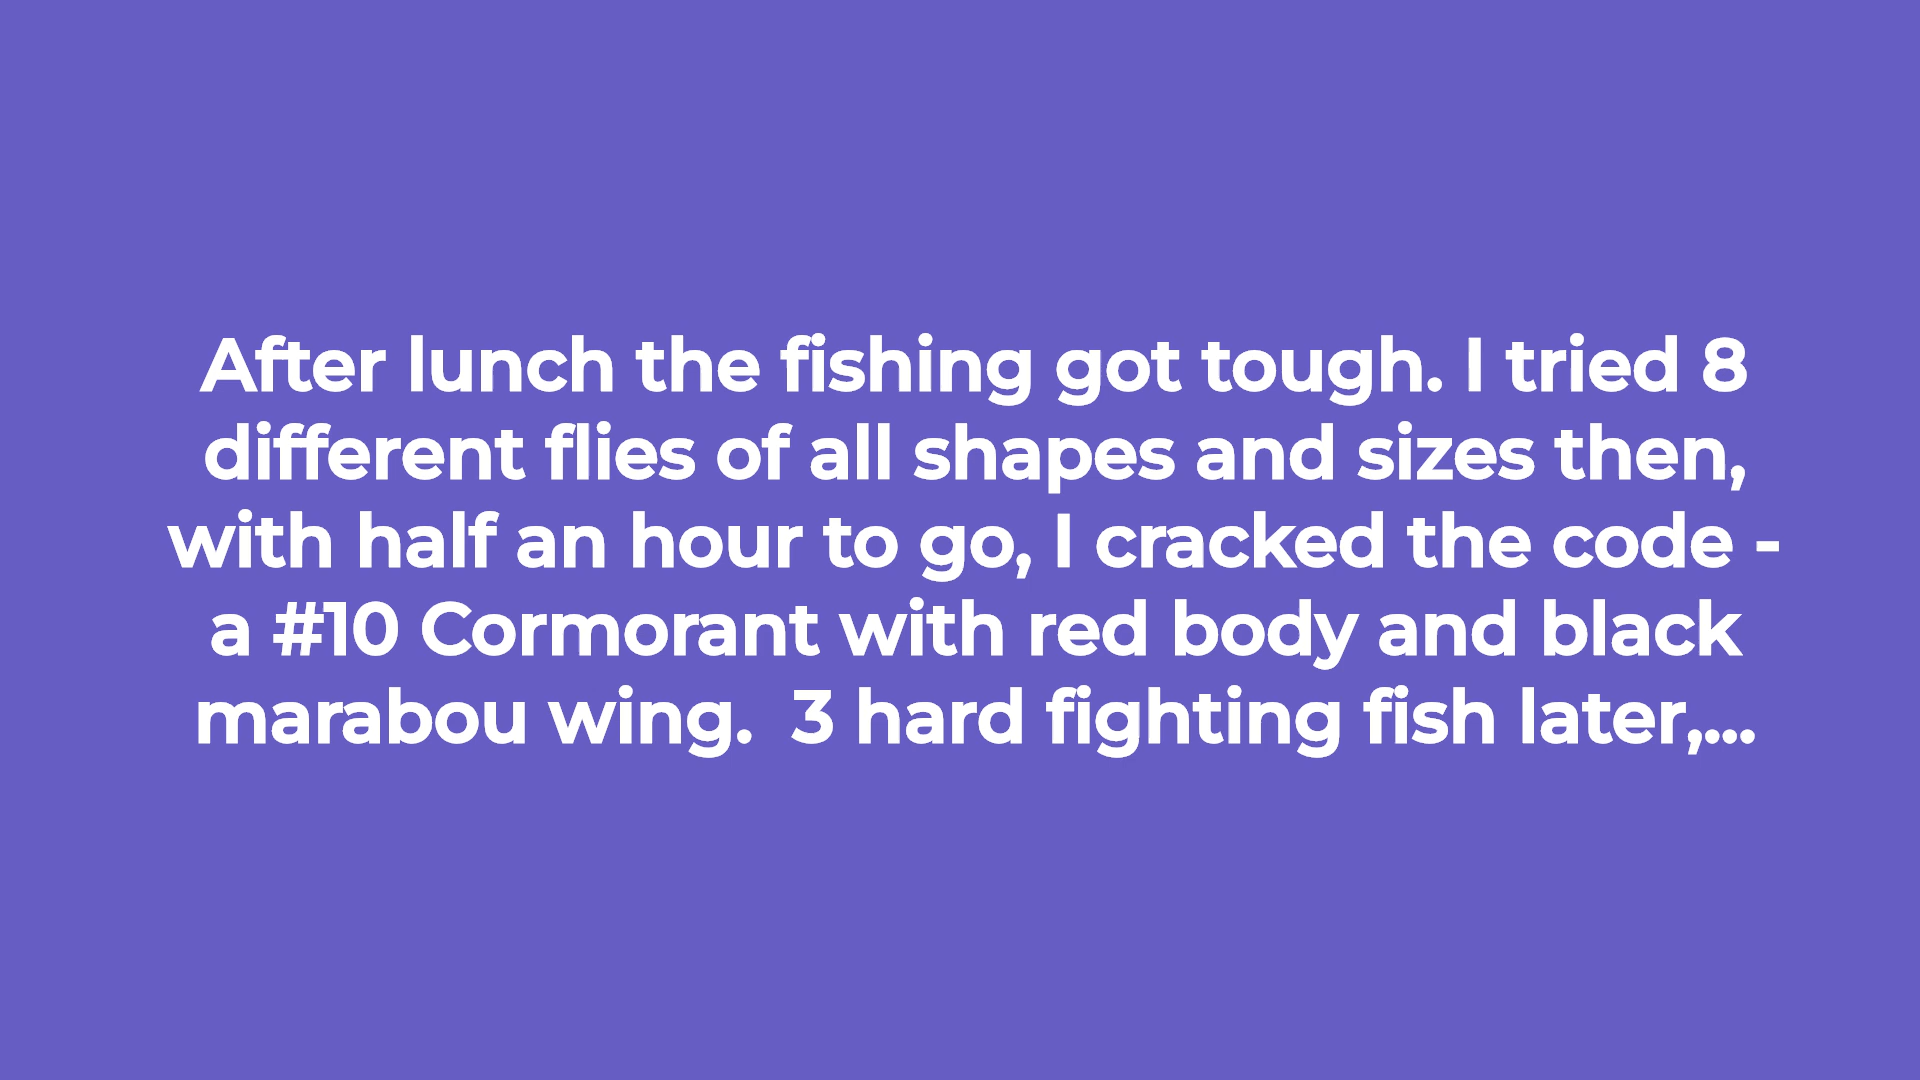 After lunch the fishing got tough. I tried 8
different flies of all shapes and sizes then,
with half an hour to go, I cracked the code -
a #10 Cormorant with red body and black
marabou wing.  3 hard fighting fish later,...